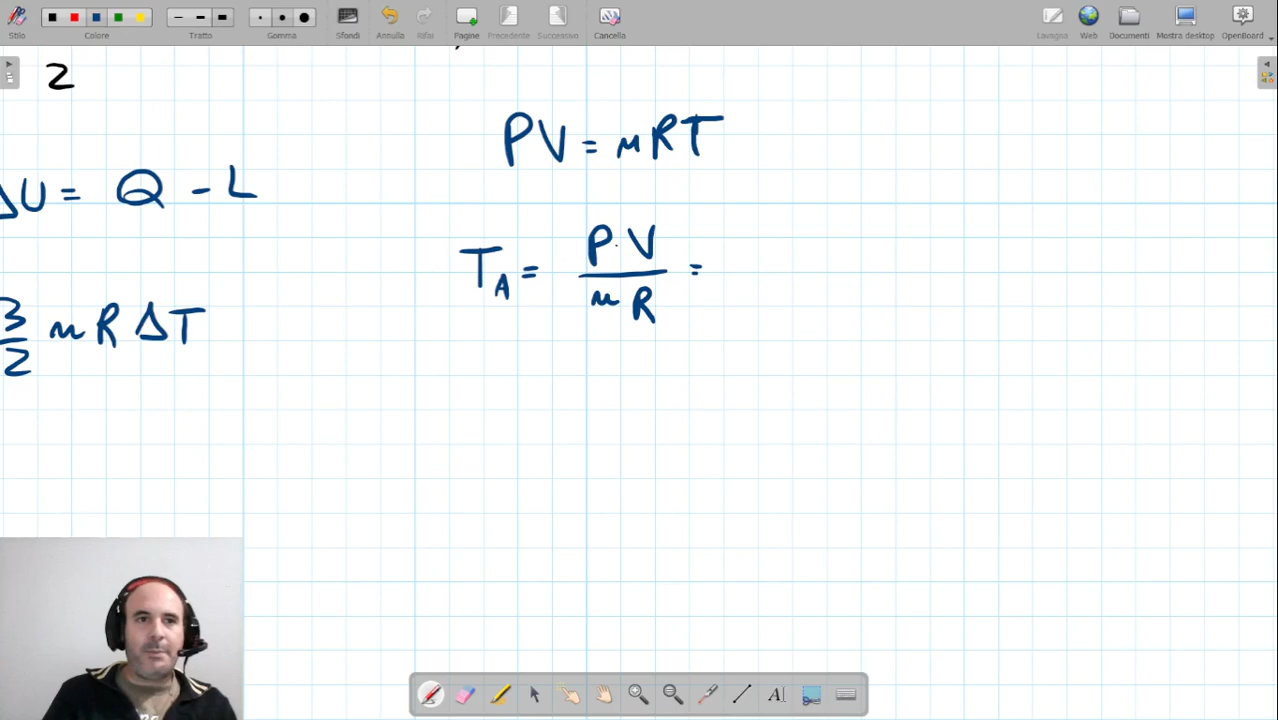 Stilo Colore Tratto Gomma Sfondi Annulla Rifai Pagine Precedente Successivo Cancella Lavagna Web Documenti Mostra desktop OpenBoard
2
PV = nRT
ΔU = Q - L
T_A = P·V / nR =
3/2 n R ΔT
A